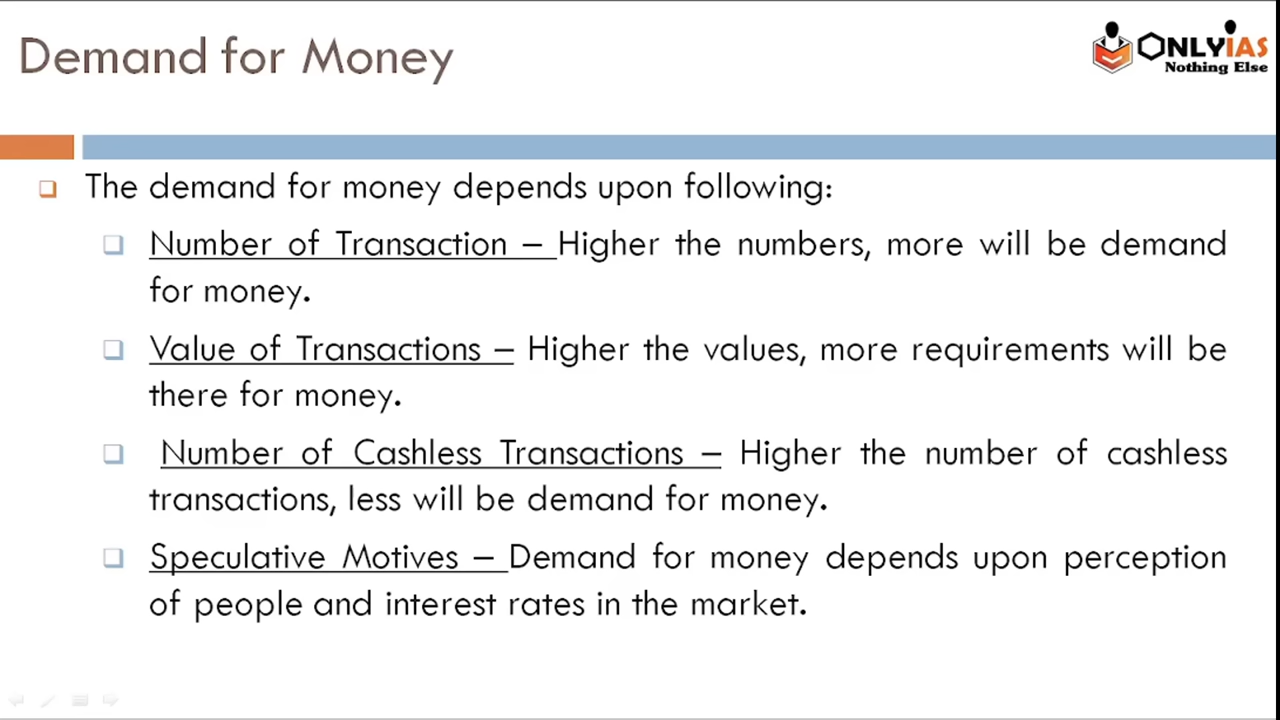 Demand for Money
ONLYIAS
Nothing Else
❑ The demand for money depends upon following:
❑ Number of Transaction – Higher the numbers, more will be demand
for money.
❑ Value of Transactions – Higher the values, more requirements will be
there for money.
❑ Number of Cashless Transactions – Higher the number of cashless
transactions, less will be demand for money.
❑ Speculative Motives – Demand for money depends upon perception
of people and interest rates in the market.